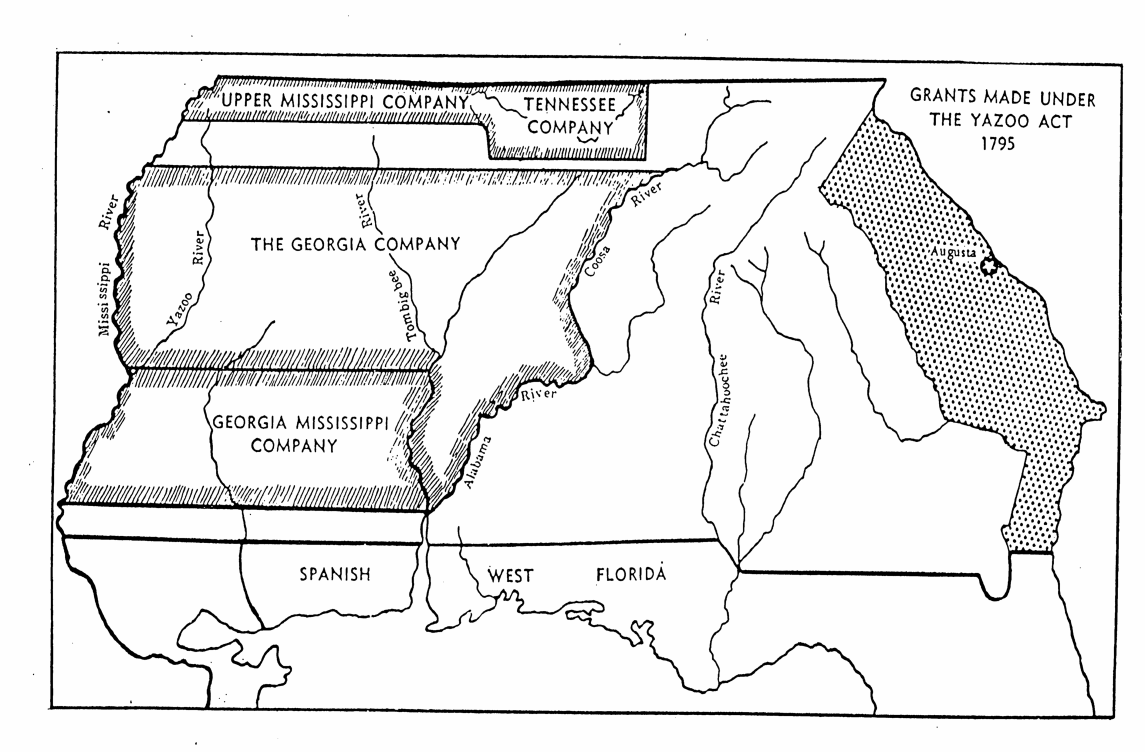 GRANTS MADE UNDER
THE YAZOO ACT
1795
UPPER MISSISSIPPI COMPANY
TENNESSEE
COMPANY
THE GEORGIA COMPANY
GEORGIA MISSISSIPPI
COMPANY
Mississippi River
Yazoo River
Tombigbee River
Coosa River
Alabama River
Chattahoochee River
Augusta
SPANISH WEST FLORIDA